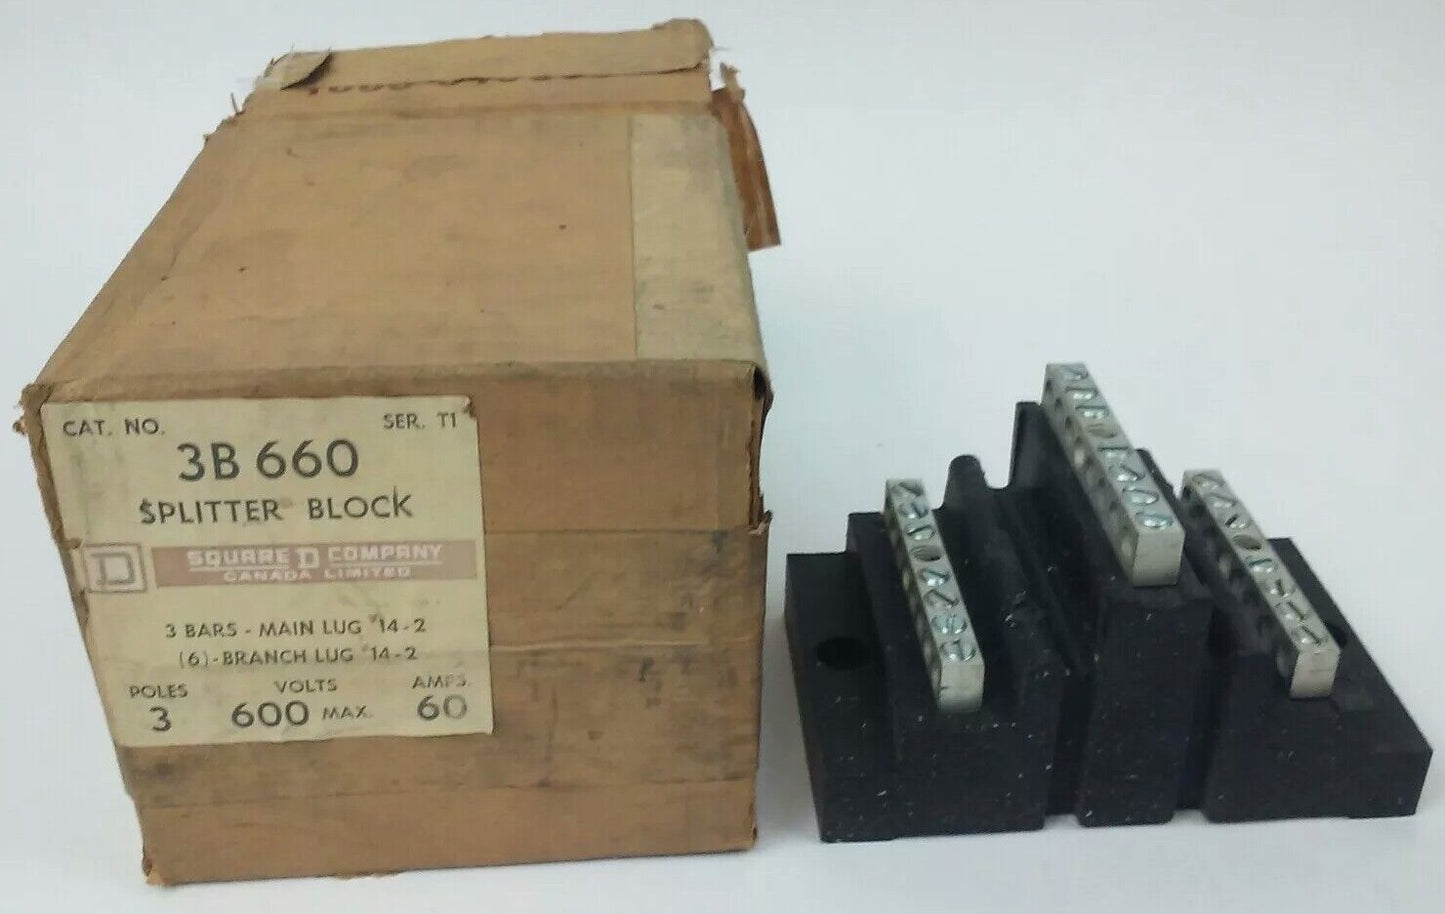 CAT. NO. SER. T1
3B 660
SPLITTER BLOCK
D SQUARE D COMPANY
CANADA LIMITED
3 BARS - MAIN LUG #14-2
(6) - BRANCH LUG #14-2
POLES VOLTS AMPS.
3 600 MAX. 60